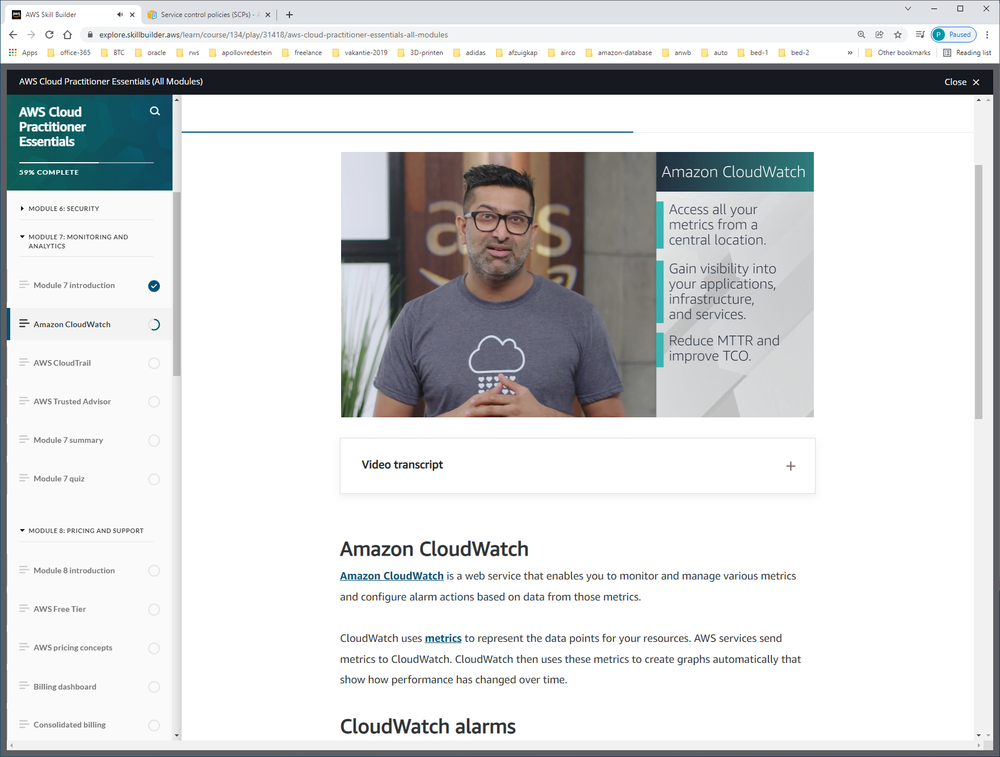 AWS Skill Builder
Service control policies (SCPs) - A
explore.skillbuilder.aws/learn/course/134/play/31418/aws-cloud-practitioner-essentials-all-modules
P Paused
Apps office-365 BTC oracle rws apollovredestein freelance vakantie-2019 3D-printen adidas afzuigkap airco amazon-database anwb auto bed-1 bed-2 » Other bookmarks Reading list
AWS Cloud Practitioner Essentials (All Modules)
Close
AWS Cloud
Practitioner
Essentials
59% COMPLETE
MODULE 6: SECURITY
MODULE 7: MONITORING AND
ANALYTICS
Module 7 introduction
Amazon CloudWatch
AWS CloudTrail
AWS Trusted Advisor
Module 7 summary
Module 7 quiz
MODULE 8: PRICING AND SUPPORT
Module 8 introduction
AWS Free Tier
AWS pricing concepts
Billing dashboard
Consolidated billing
aws
Amazon CloudWatch
Access all your
metrics from a
central location.
Gain visibility into
your applications,
infrastructure,
and services.
Reduce MTTR and
improve TCO.
Video transcript
Amazon CloudWatch
Amazon CloudWatch is a web service that enables you to monitor and manage various metrics
and configure alarm actions based on data from those metrics.
CloudWatch uses metrics to represent the data points for your resources. AWS services send
metrics to CloudWatch. CloudWatch then uses these metrics to create graphs automatically that
show how performance has changed over time.
CloudWatch alarms